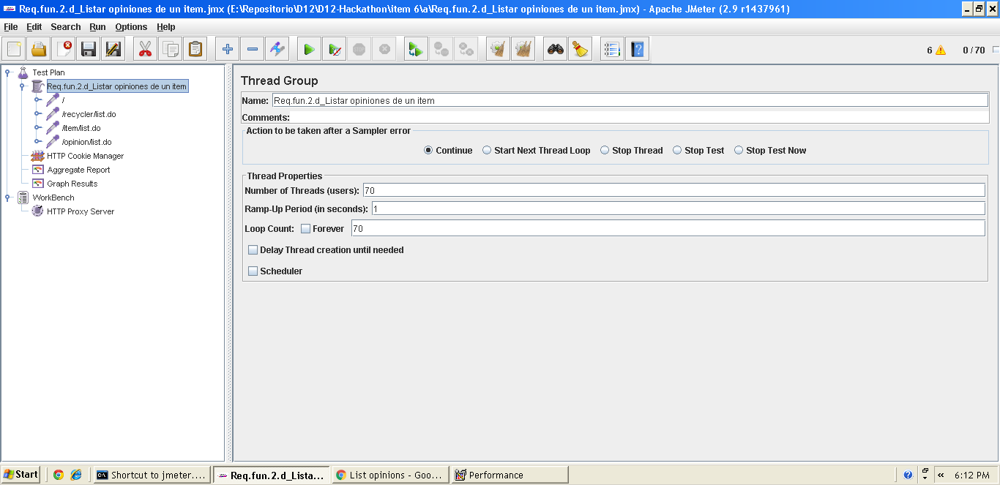 Req.fun.2.d_Listar opiniones de un item.jmx (E:\Repositorio\D12\D12-Hackathon\item 6\a\Req.fun.2.d_Listar opiniones de un item.jmx) - Apache JMeter (2.9 r1437961)
File Edit Search Run Options Help
6 0 / 70
Test Plan
Req.fun.2.d_Listar opiniones de un item
/
/recycler/list.do
/item/list.do
/opinion/list.do
HTTP Cookie Manager
Aggregate Report
Graph Results
WorkBench
HTTP Proxy Server
Thread Group
Name: Req.fun.2.d_Listar opiniones de un item
Comments:
Action to be taken after a Sampler error
Continue Start Next Thread Loop Stop Thread Stop Test Stop Test Now
Thread Properties
Number of Threads (users): 70
Ramp-Up Period (in seconds): 1
Loop Count: Forever 70
Delay Thread creation until needed
Scheduler
Start Shortcut to jmeter.... Req.fun.2.d_Lista... List opinions - Goo... Performance « 6:12 PM